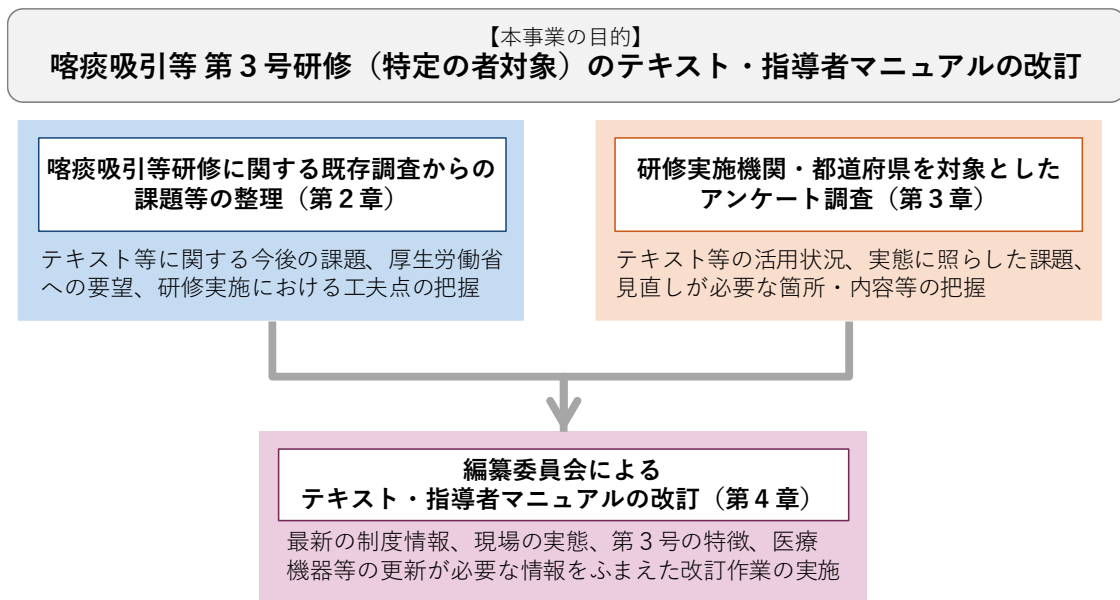 【本事業の目的】
喀痰吸引等 第３号研修（特定の者対象）のテキスト・指導者マニュアルの改訂
喀痰吸引等研修に関する既存調査からの
課題等の整理（第２章）
テキスト等に関する今後の課題、厚生労働省
への要望、研修実施における工夫点の把握
研修実施機関・都道府県を対象とした
アンケート調査（第３章）
テキスト等の活用状況、実態に照らした課題、
見直しが必要な箇所・内容等の把握
編纂委員会による
テキスト・指導者マニュアルの改訂（第４章）
最新の制度情報、現場の実態、第３号の特徴、医療
機器等の更新が必要な情報をふまえた改訂作業の実施